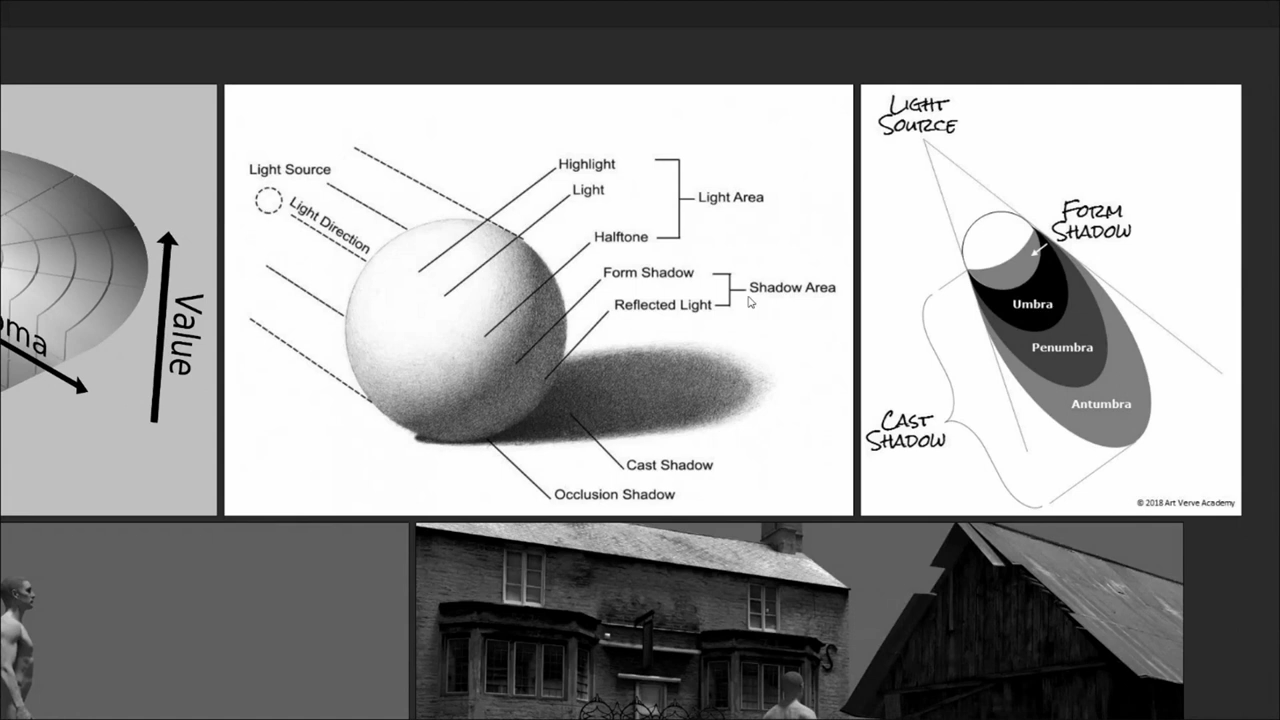 oma
Value
Light Source
Light Direction
Highlight
Light
Halftone
Light Area
Form Shadow
Reflected Light
Shadow Area
Cast Shadow
Occlusion Shadow
LIGHT
SOURCE
FORM
SHADOW
Umbra
Penumbra
Antumbra
CAST
SHADOW
© 2018 Art Verve Academy
S